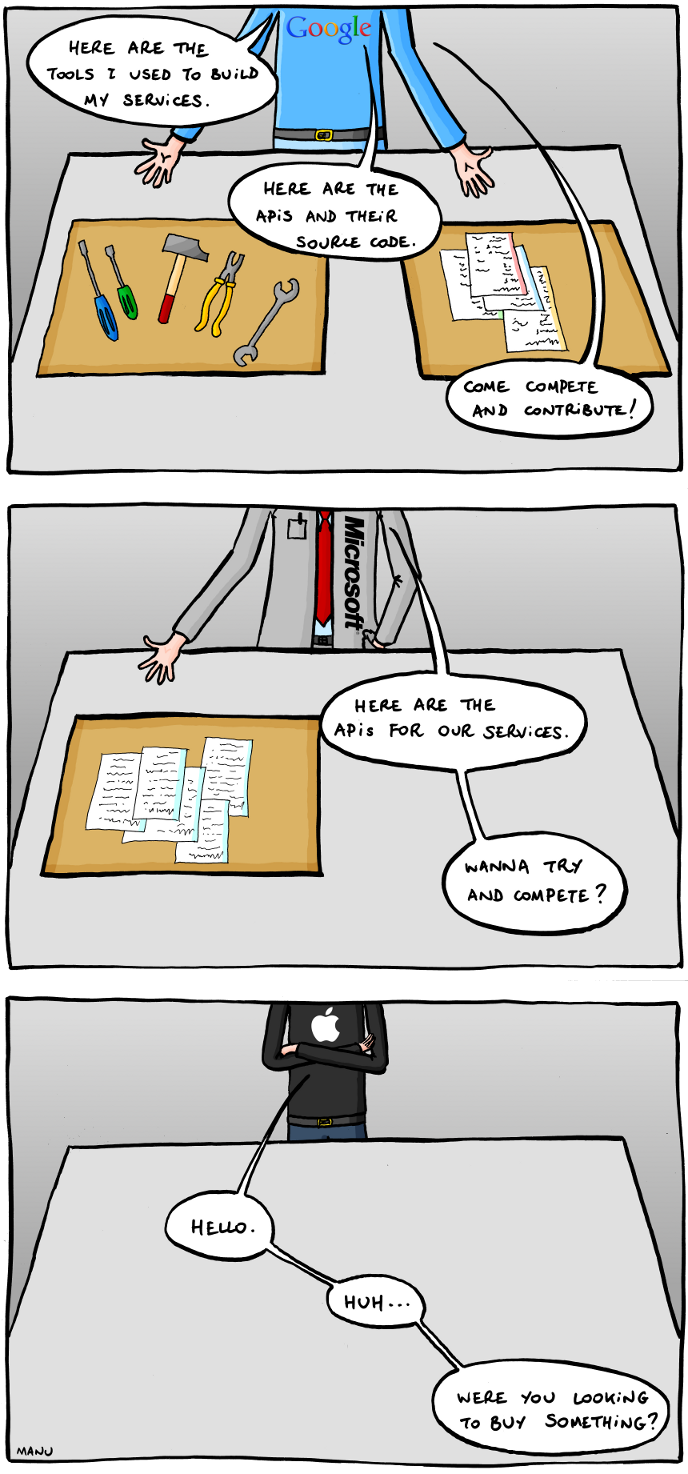 Google
HERE ARE THE
TOOLS I USED TO BUILD
MY SERVICES.
HERE ARE THE
APIS AND THEIR
SOURCE CODE.
COME COMPETE
AND CONTRIBUTE!
Microsoft
HERE ARE THE
APIS FOR OUR SERVICES.
WANNA TRY
AND COMPETE?
HELLO.
HUH...
WERE YOU LOOKING
TO BUY SOMETHING?
MANU